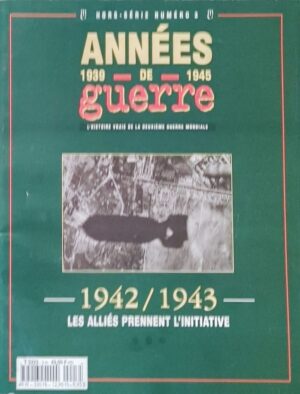 HORS-SÉRIE NUMÉRO 3
ANNÉES
1939 DE 1945
guerre
L'HISTOIRE VRAIE DE LA DEUXIÈME GUERRE MONDIALE
1942/1943
LES ALLIÉS PRENNENT L'INITIATIVE